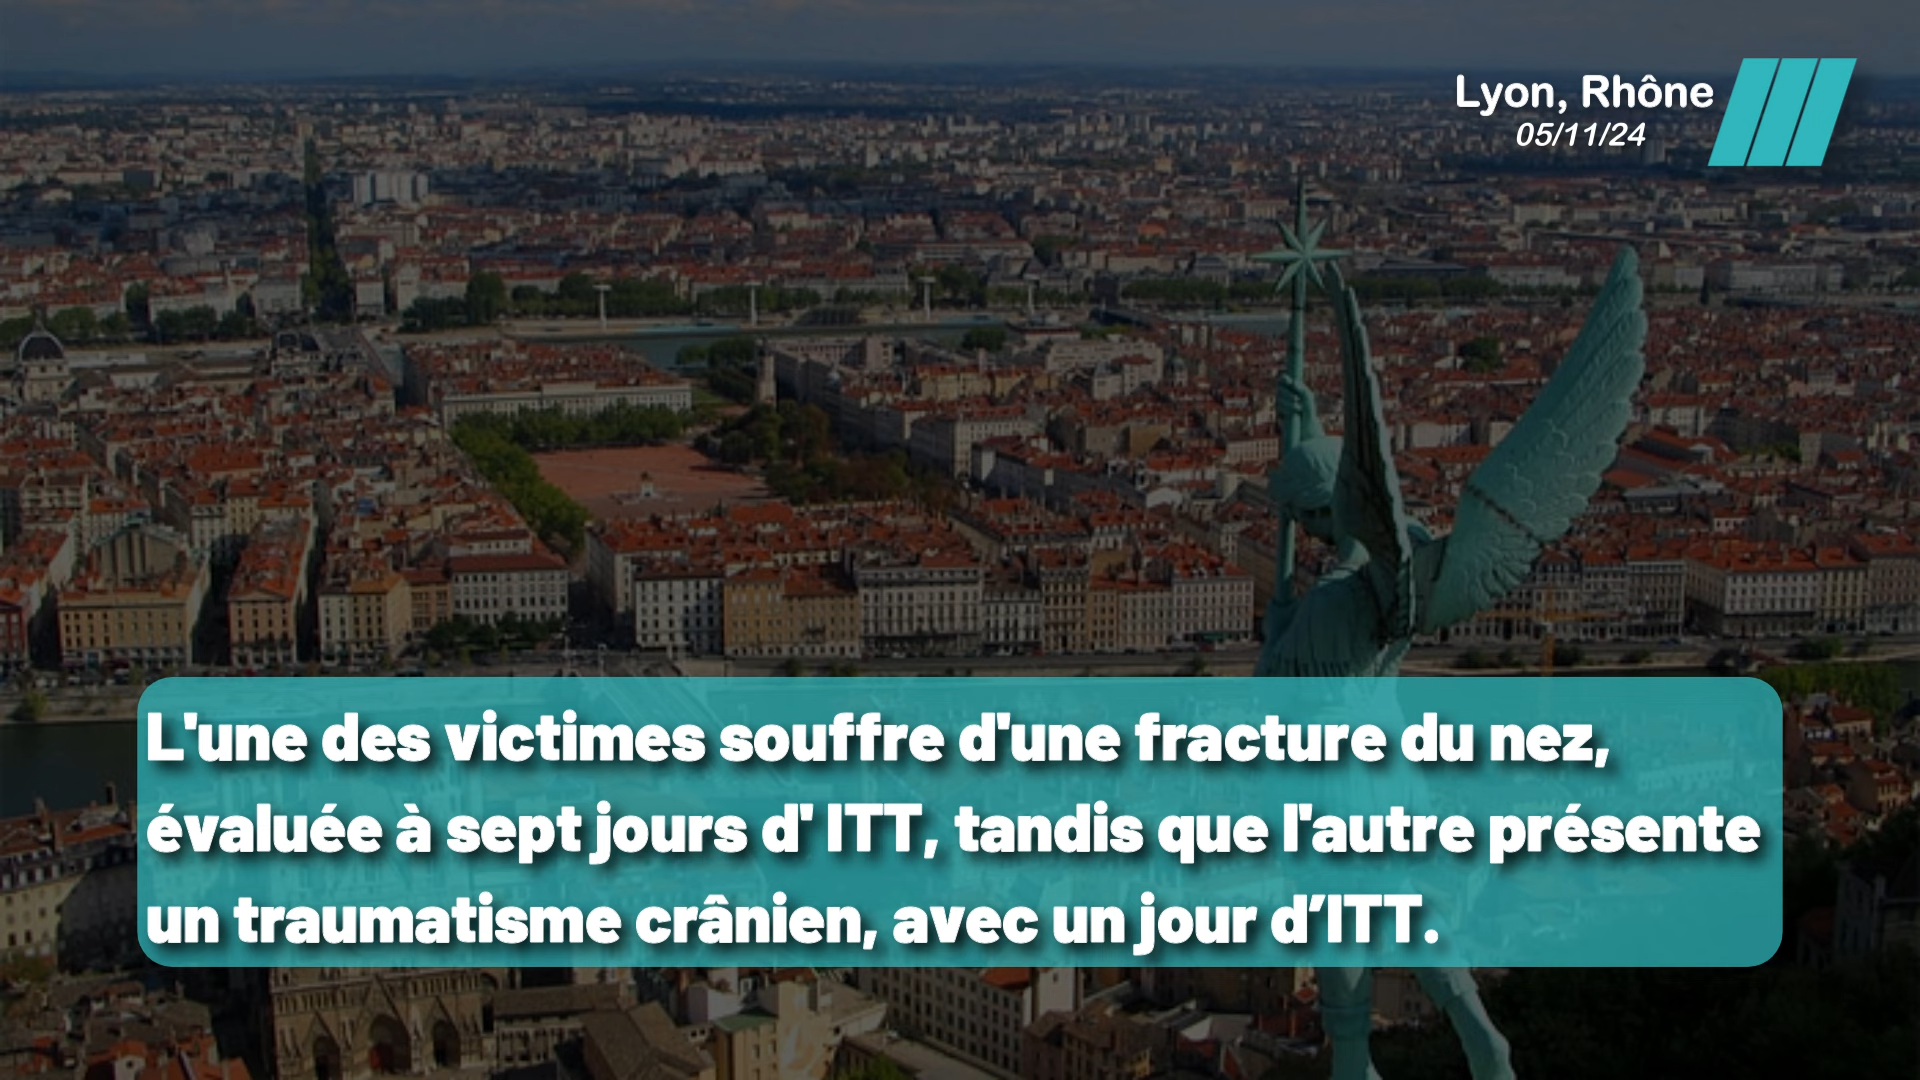 Lyon, Rhône
05/11/24
L'une des victimes souffre d'une fracture du nez,
évaluée à sept jours d' ITT, tandis que l'autre présente
un traumatisme crânien, avec un jour d’ITT.